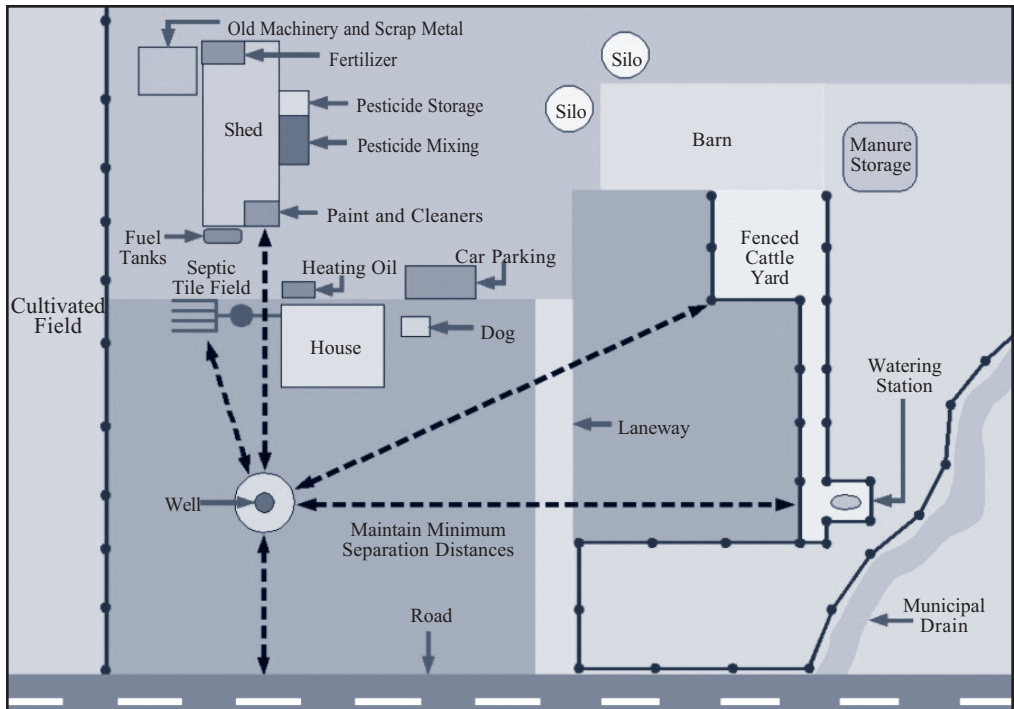 Old Machinery and Scrap Metal
Fertilizer
Silo
Silo
Pesticide Storage
Shed
Pesticide Mixing
Barn
Manure
Storage
Paint and Cleaners
Fuel
Tanks
Septic
Tile Field
Heating Oil
Car Parking
Fenced
Cattle
Yard
Cultivated
Field
House
Dog
Watering
Station
Laneway
Well
Maintain Minimum
Separation Distances
Road
Municipal
Drain